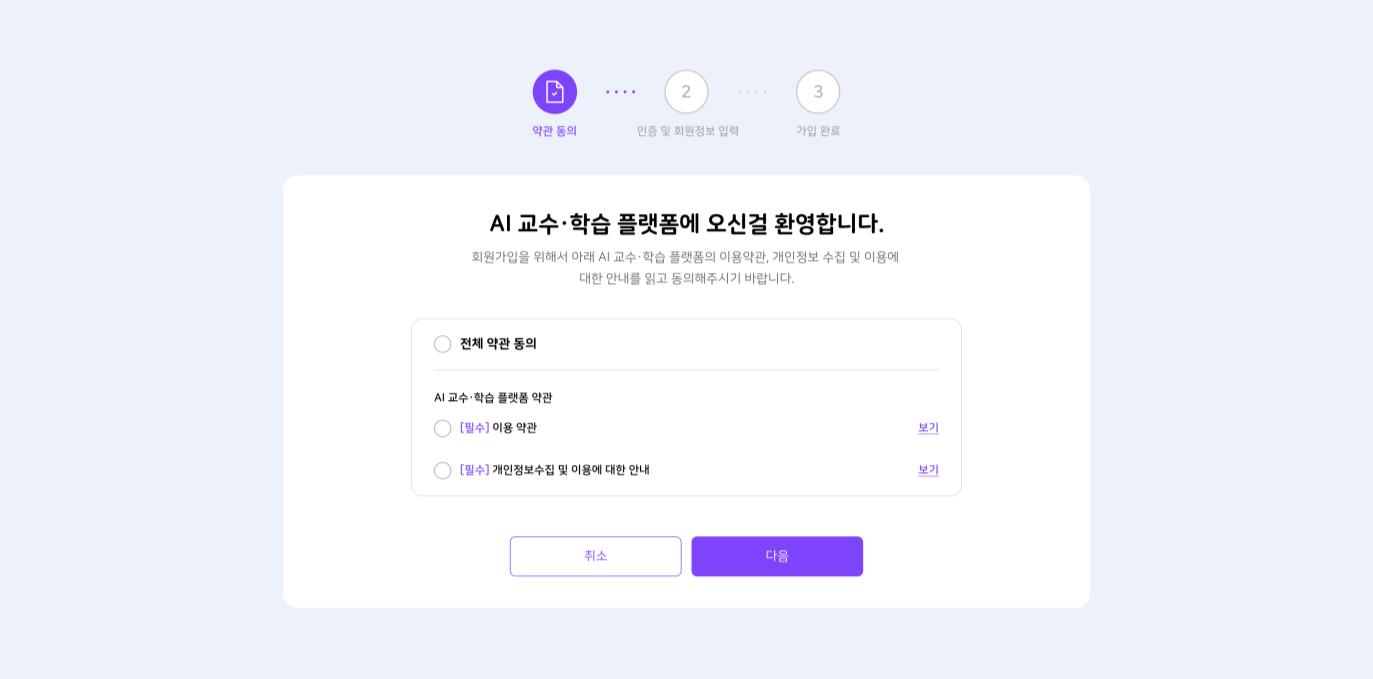 2
3
약관 동의
인증 및 회원정보 입력
가입 완료
AI 교수·학습 플랫폼에 오신걸 환영합니다.
회원가입을 위해서 아래 AI 교수·학습 플랫폼의 이용약관, 개인정보 수집 및 이용에
대한 안내를 읽고 동의해주시기 바랍니다.
전체 약관 동의
AI 교수·학습 플랫폼 약관
[필수] 이용 약관 보기
[필수] 개인정보수집 및 이용에 대한 안내 보기
취소 다음